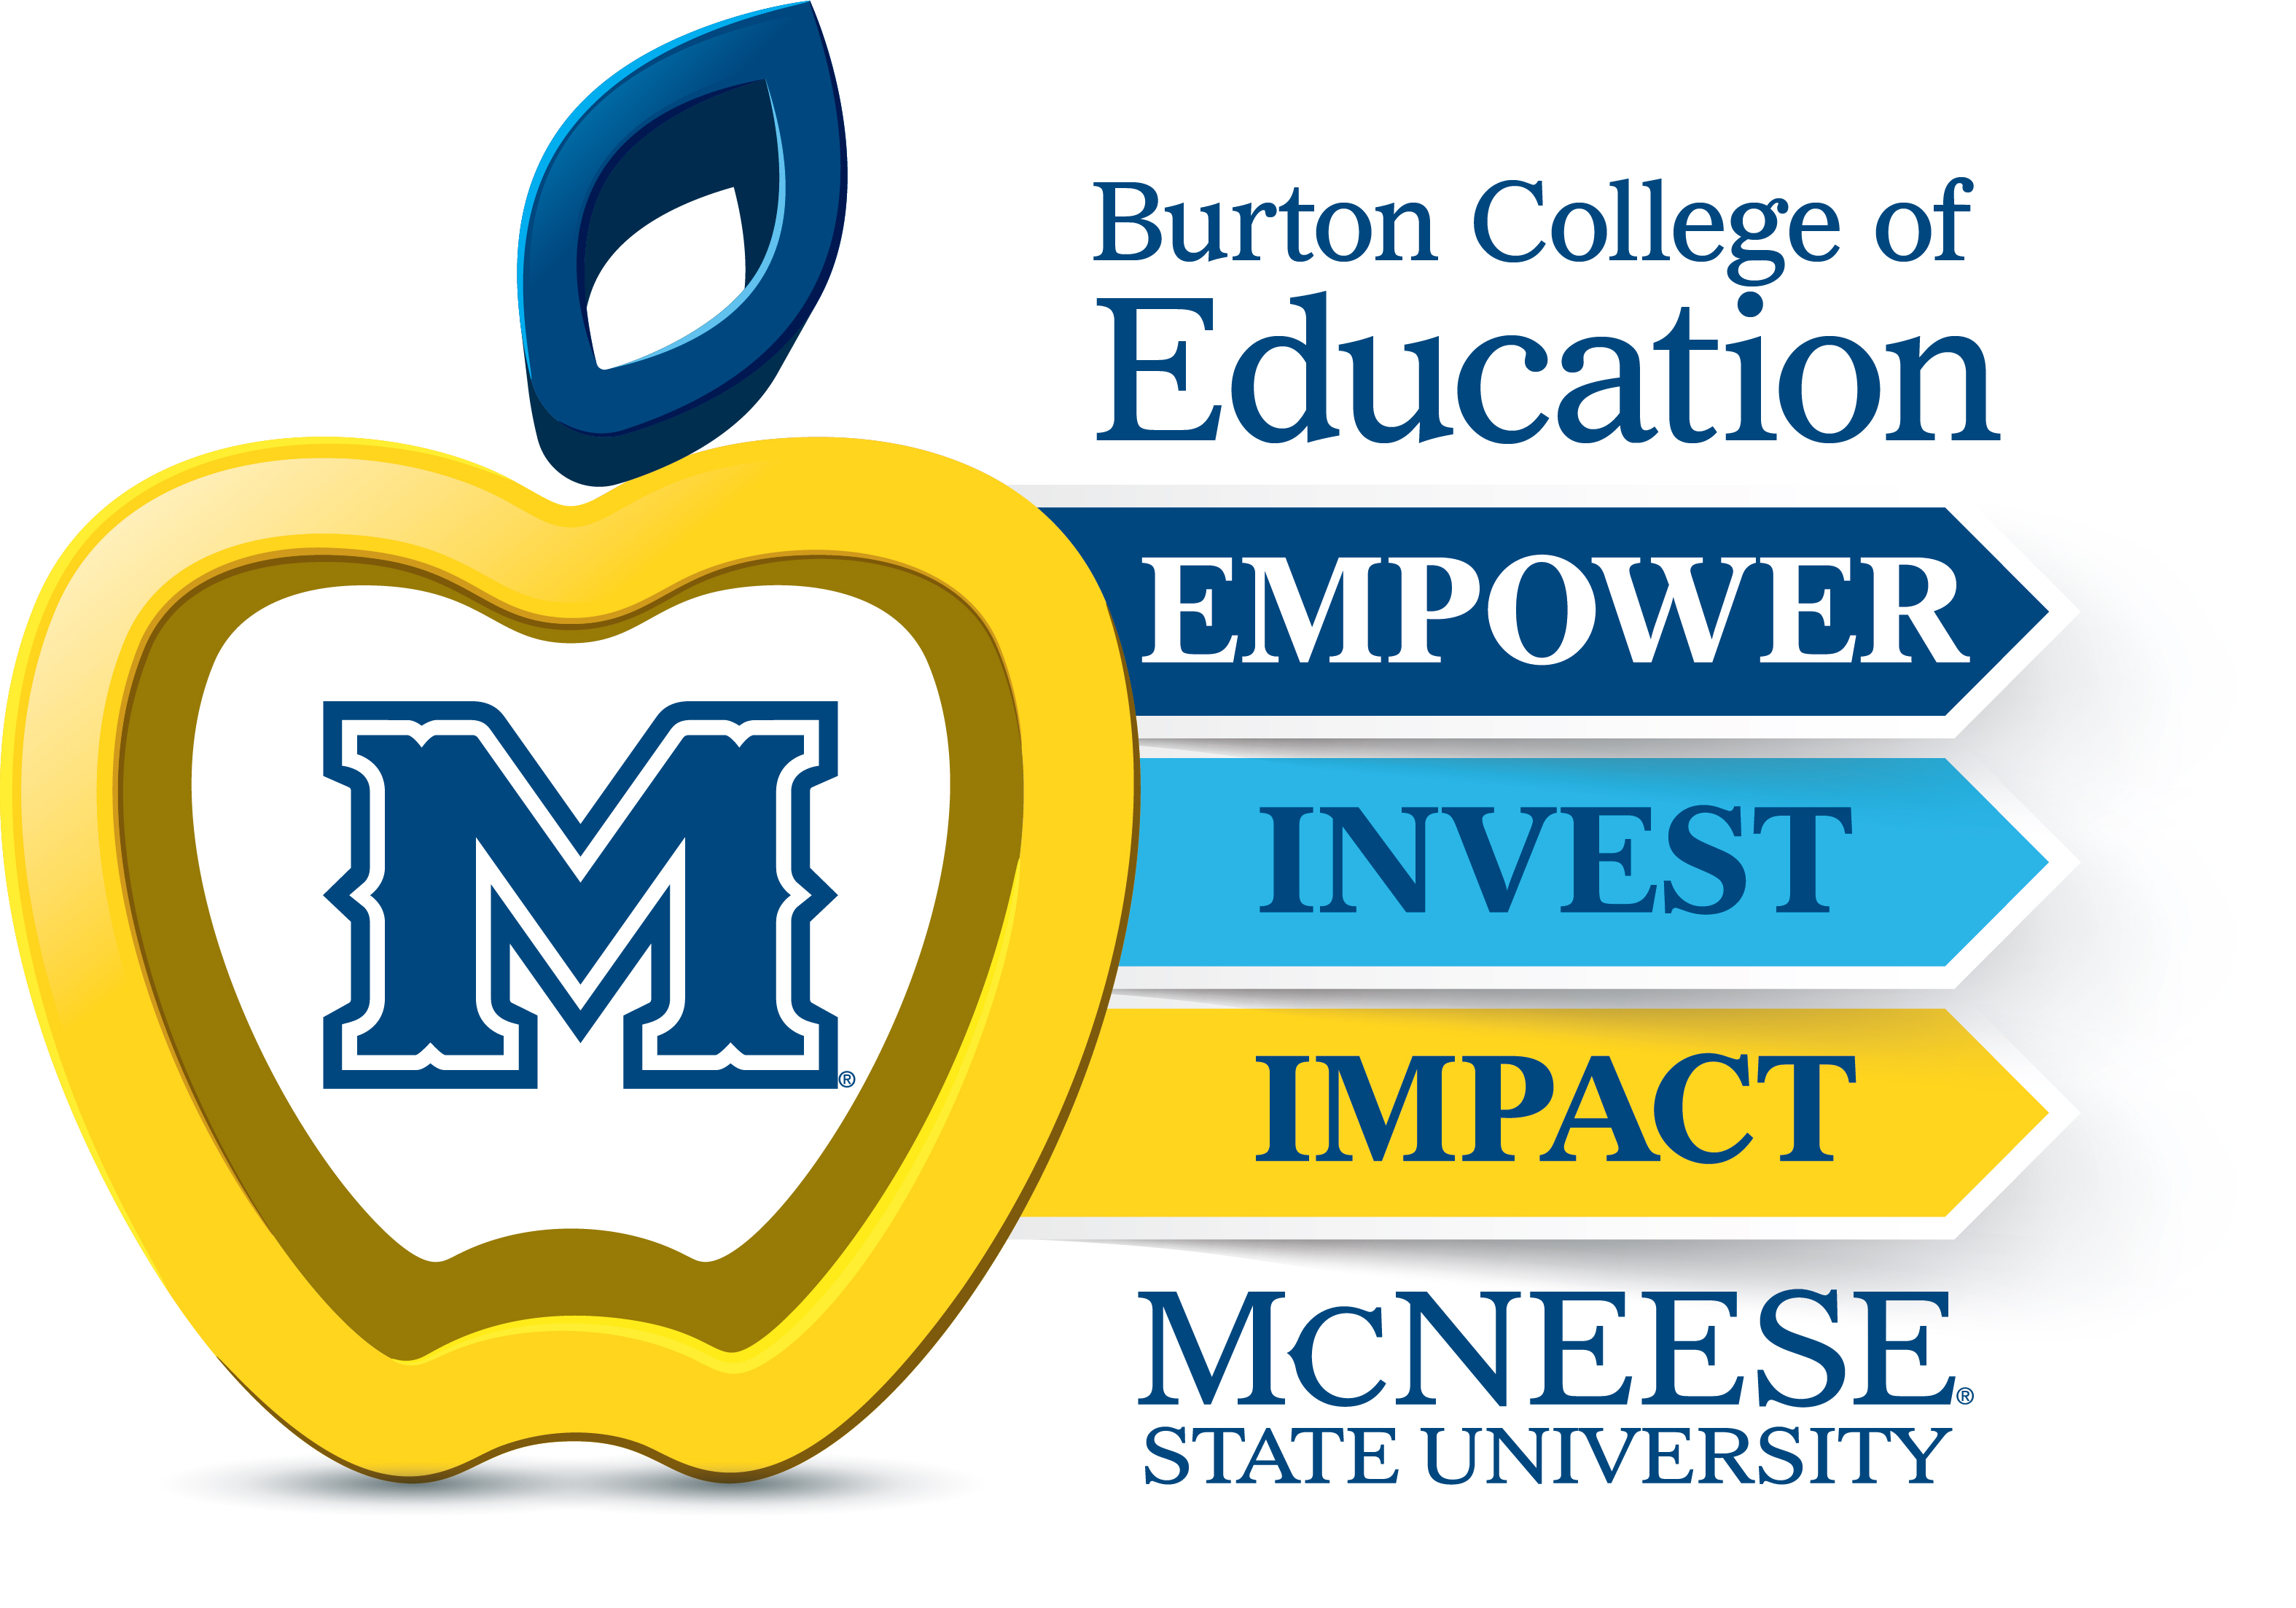 Burton College of
Education
EMPOWER
INVEST
IMPACT
M®
McNEESE®
STATE UNIVERSITY